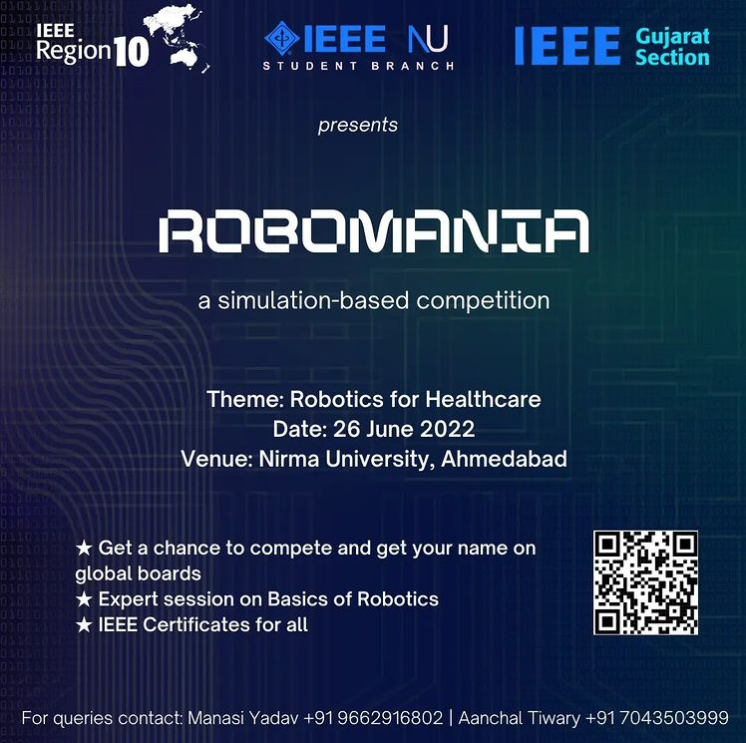 IEEE
Region 10
IEEE NU
STUDENT BRANCH
IEEE Gujarat
Section
presents
ROBOMANIA
a simulation-based competition
Theme: Robotics for Healthcare
Date: 26 June 2022
Venue: Nirma University, Ahmedabad
★ Get a chance to compete and get your name on
global boards
★ Expert session on Basics of Robotics
★ IEEE Certificates for all
For queries contact: Manasi Yadav +91 9662916802 | Aanchal Tiwary +91 7043503999